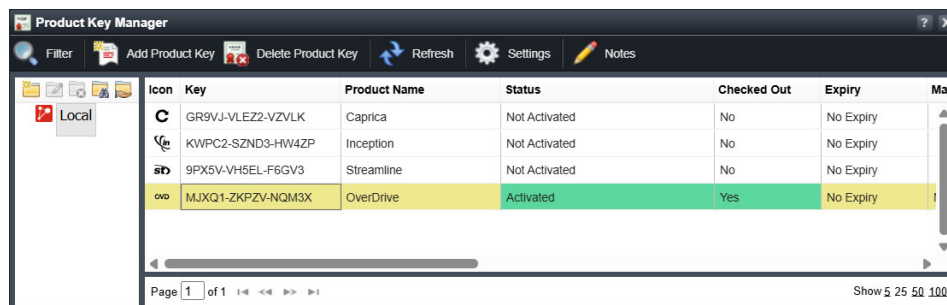 Product Key Manager ?
Filter Add Product Key Delete Product Key Refresh Settings Notes
Local
Icon Key Product Name Status Checked Out Expiry Ma
C GR9VJ-VLEZ2-VZVLK Caprica Not Activated No No Expiry
in KWPC2-SZND3-HW4ZP Inception Not Activated No No Expiry
9PX5V-VH5EL-F6GV3 Streamline Not Activated No No Expiry
OVD MJXQ1-ZKPZV-NQM3X OverDrive Activated Yes No Expiry
Page 1 of 1 Show 5 25 50 100